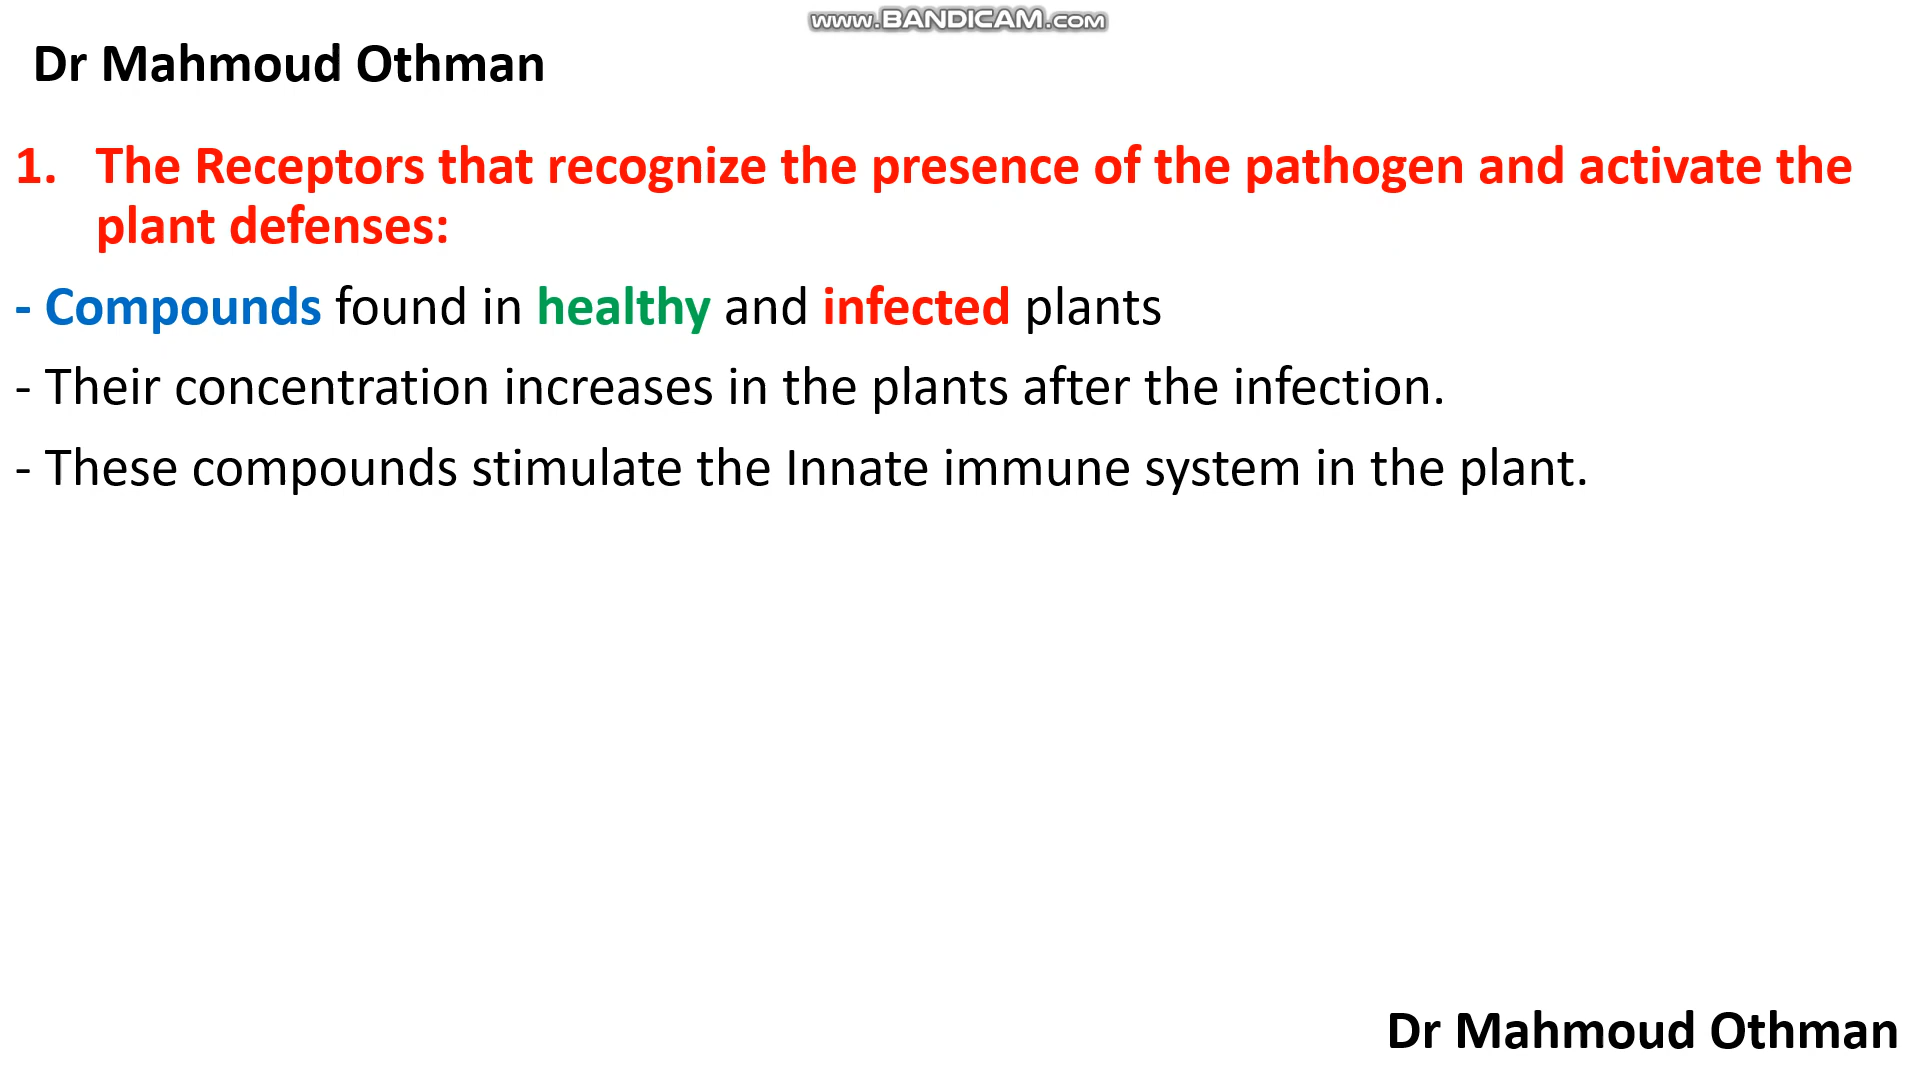 www.BANDICAM.com
Dr Mahmoud Othman
1. The Receptors that recognize the presence of the pathogen and activate the
plant defenses:
- Compounds found in healthy and infected plants
- Their concentration increases in the plants after the infection.
- These compounds stimulate the Innate immune system in the plant.
Dr Mahmoud Othman